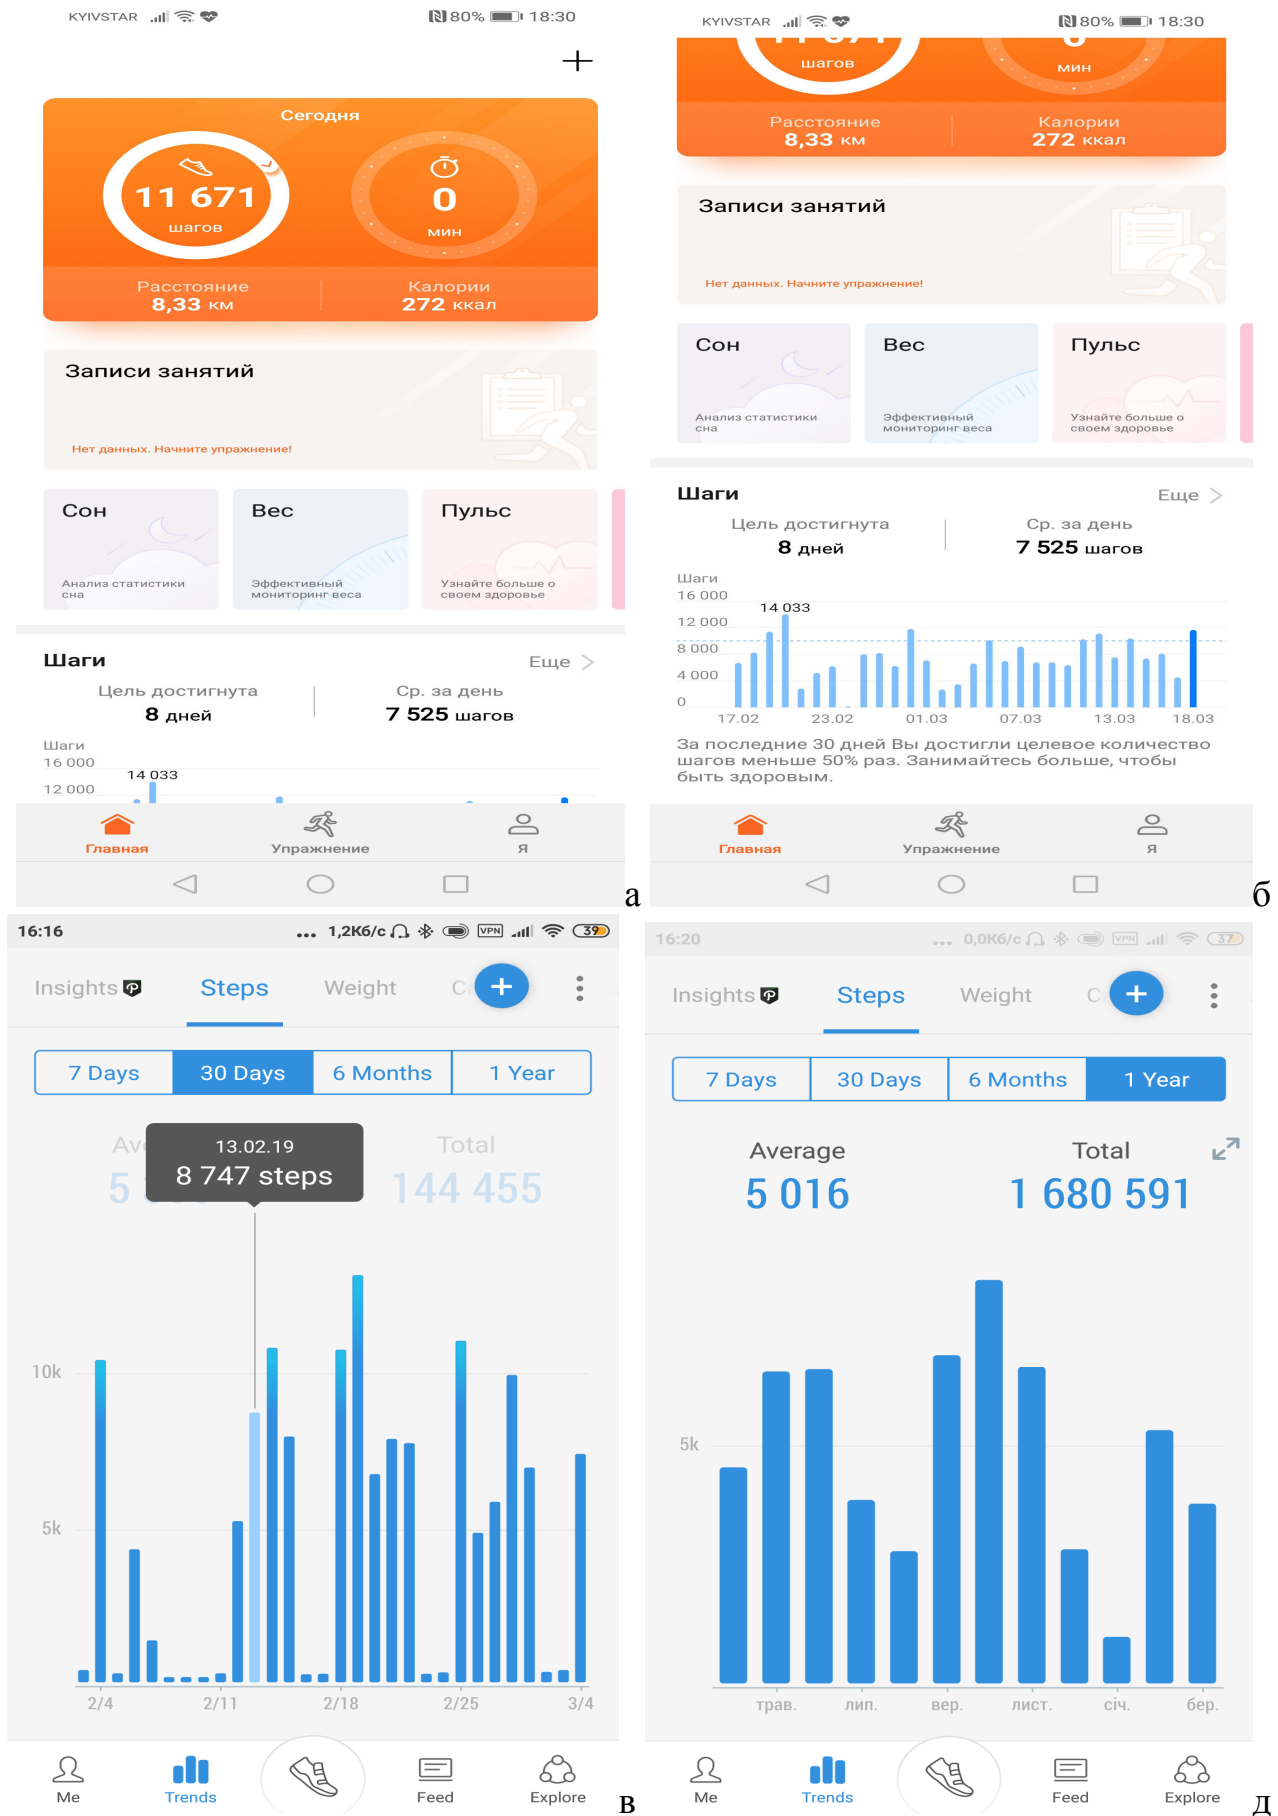 KYIVSTAR 80% 18:30
+
Сегодня
11 671
шагов
0
мин
Расстояние
8,33 км
Калории
272 ккал
Записи занятий
Нет данных. Начните упражнение!
Сон
Анализ статистики
сна
Вес
Эффективный
мониторинг веса
Пульс
Узнайте больше о
своем здоровье
Шаги
Еще
Цель достигнута
8 дней
Ср. за день
7 525 шагов
Шаги
16 000
14 033
12 000
Главная
Упражнение
Я
а
KYIVSTAR 80% 18:30
шагов
мин
Расстояние
8,33 км
Калории
272 ккал
Записи занятий
Нет данных. Начните упражнение!
Сон
Анализ статистики
сна
Вес
Эффективный
мониторинг веса
Пульс
Узнайте больше о
своем здоровье
Шаги
Еще
Цель достигнута
8 дней
Ср. за день
7 525 шагов
Шаги
16 000
14 033
12 000
8 000
4 000
0
17.02 23.02 01.03 07.03 13.03 18.03
За последние 30 дней Вы достигли целевое количество
шагов меньше 50% раз. Занимайтесь больше, чтобы
быть здоровым.
Главная
Упражнение
Я
б
16:16 ... 1,2Кб/с VPN 39
Insights Steps Weight C +
7 Days 30 Days 6 Months 1 Year
Av
5
13.02.19
8 747 steps
Total
144 455
10k
5k
2/4 2/11 2/18 2/25 3/4
Me Trends Feed Explore
в
16:20 ... 0,0Кб/с VPN 37
Insights Steps Weight C +
7 Days 30 Days 6 Months 1 Year
Average
5 016
Total
1 680 591
5k
трав. лип. вер. лист. січ. бер.
Me Trends Feed Explore
д